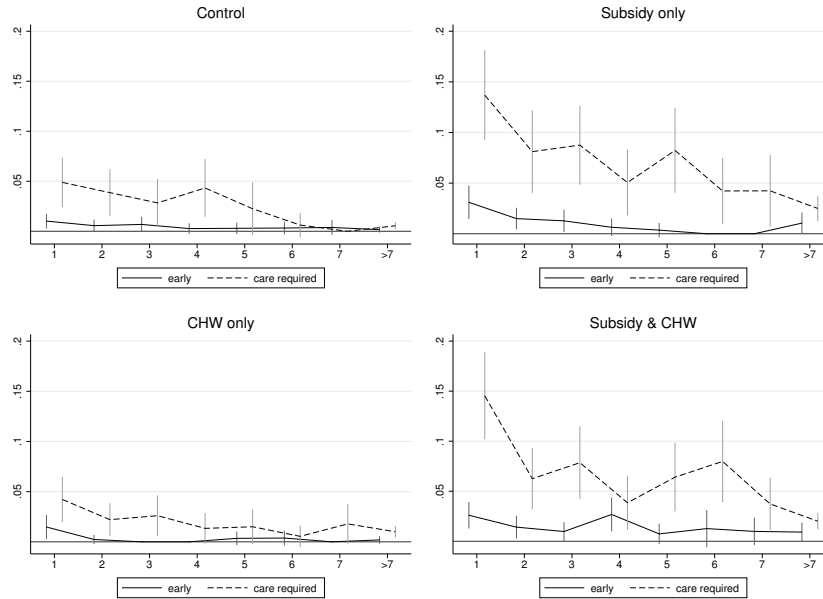 Control
.2
.15
.1
.05
1 2 3 4 5 6 7 >7
early care required
Subsidy only
.2
.15
.1
.05
1 2 3 4 5 6 7 >7
early care required
CHW only
.2
.15
.1
.05
1 2 3 4 5 6 7 >7
early care required
Subsidy & CHW
.2
.15
.1
.05
1 2 3 4 5 6 7 >7
early care required